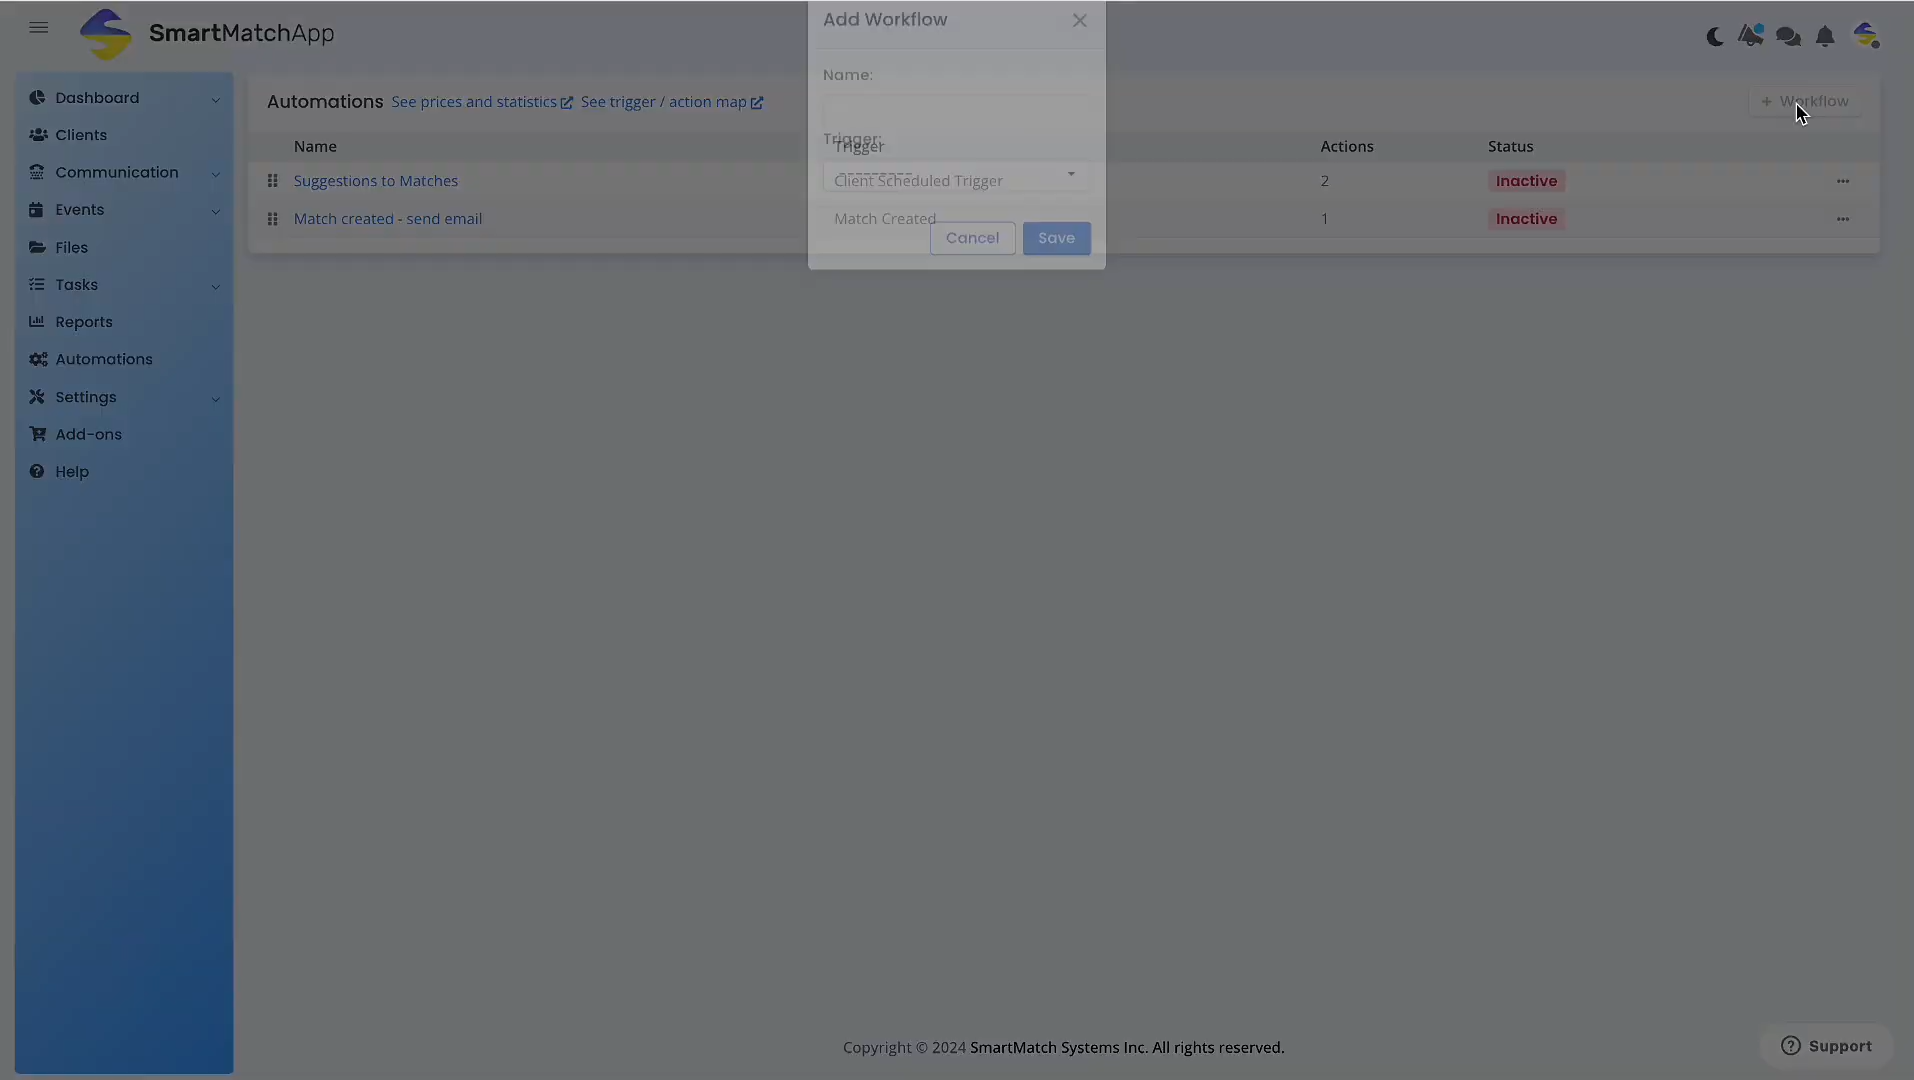 SmartMatchApp
Add Workflow
Name:
Trigger:
---------
Cancel
Save
Dashboard
Clients
Communication
Events
Files
Tasks
Reports
Automations
Settings
Add-ons
Help
Automations See prices and statistics See trigger / action map
+ Workflow
Name Trigger Actions Status
Suggestions to Matches Client Scheduled Trigger 2 Inactive
Match created - send email Match Created 1 Inactive
Copyright © 2024 SmartMatch Systems Inc. All rights reserved.
Support